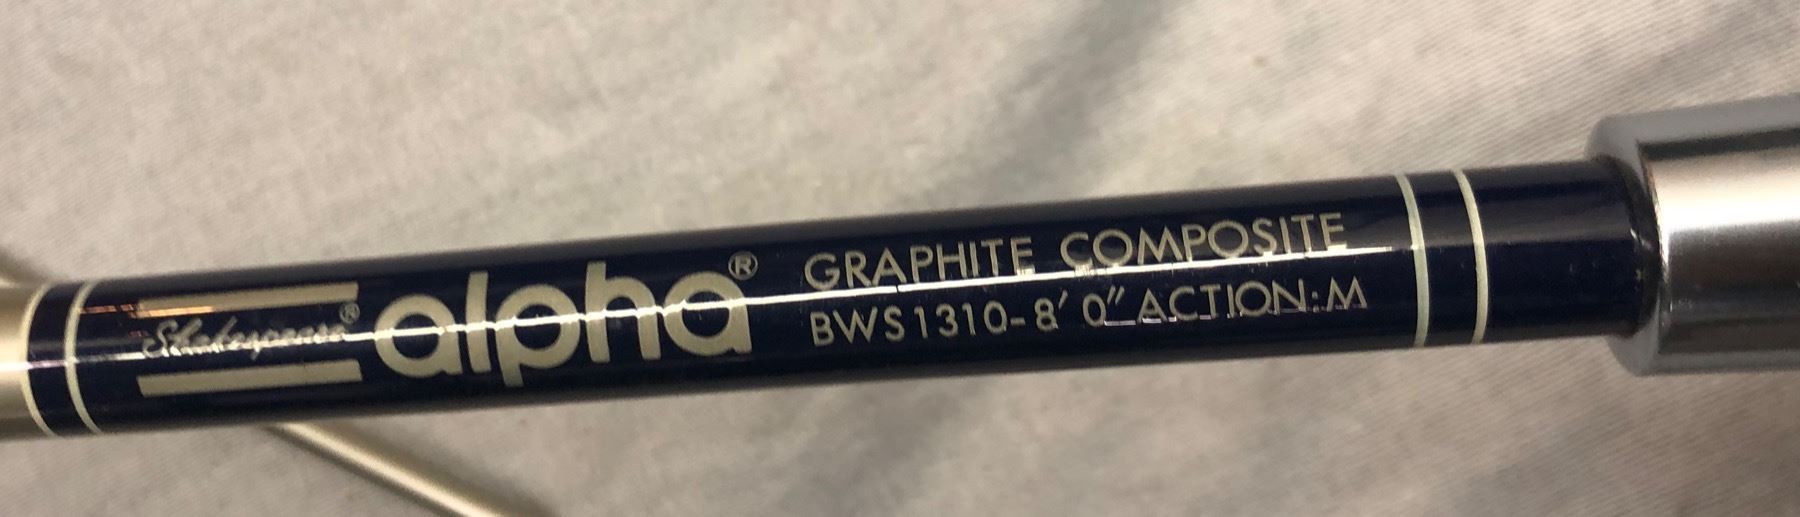 Shakespeare®
alpha®
GRAPHITE COMPOSITE
BWS1310-8' 0" ACTION:M